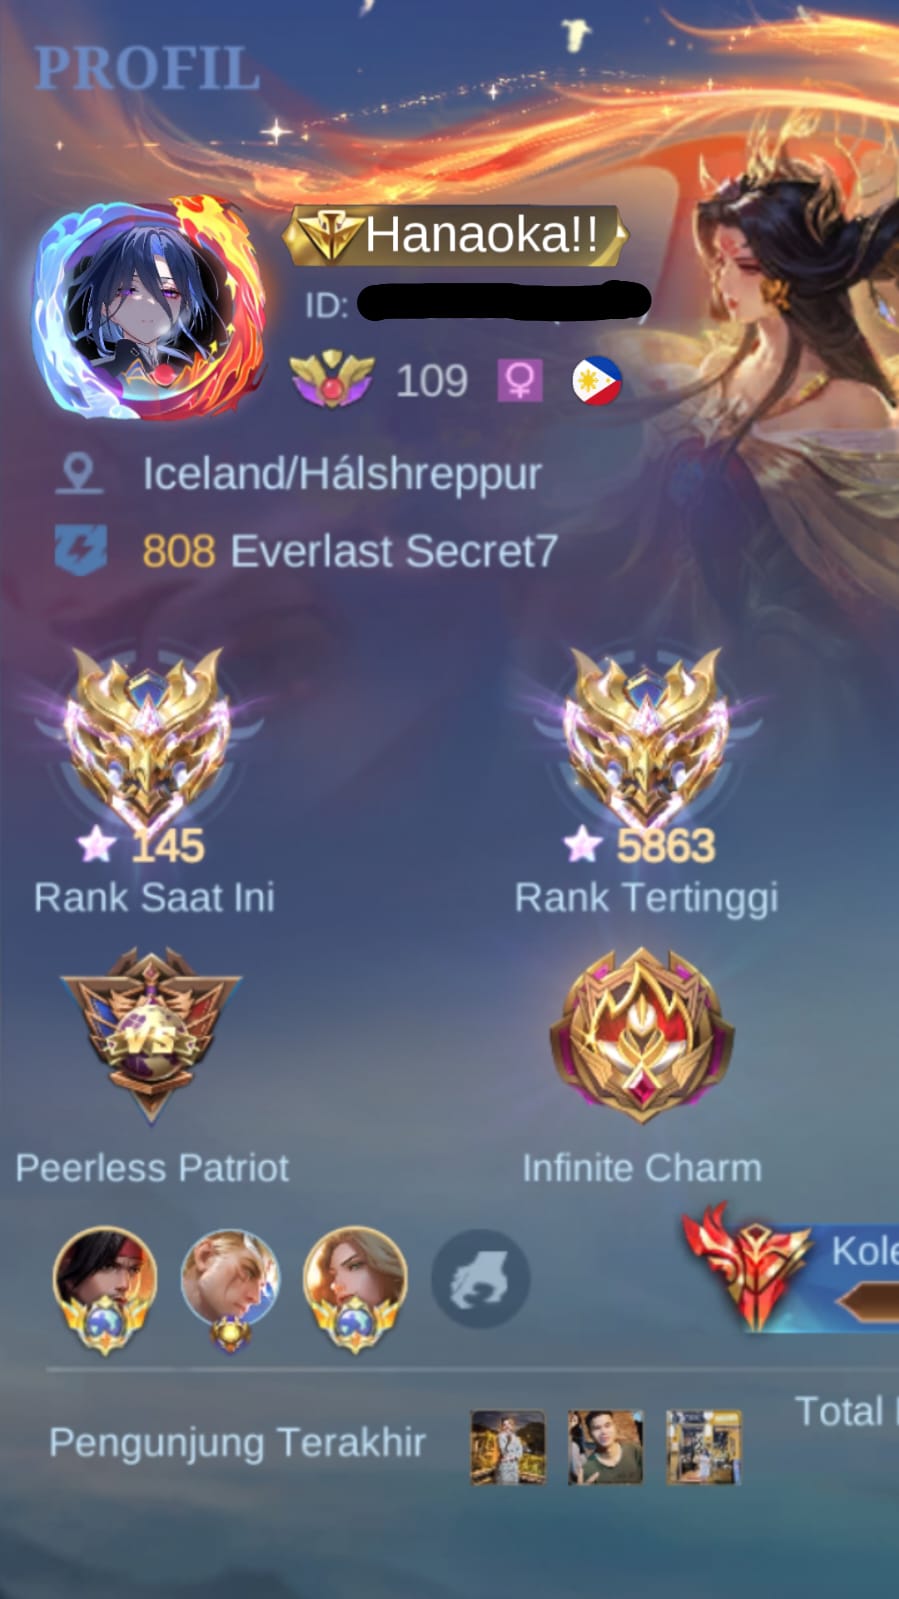 PROFIL
Hanaoka!!
ID:
109
Iceland/Hálshreppur
808 Everlast Secret7
145
5863
Rank Saat Ini
Rank Tertinggi
VS
Peerless Patriot
Infinite Charm
Kole
Total
Pengunjung Terakhir